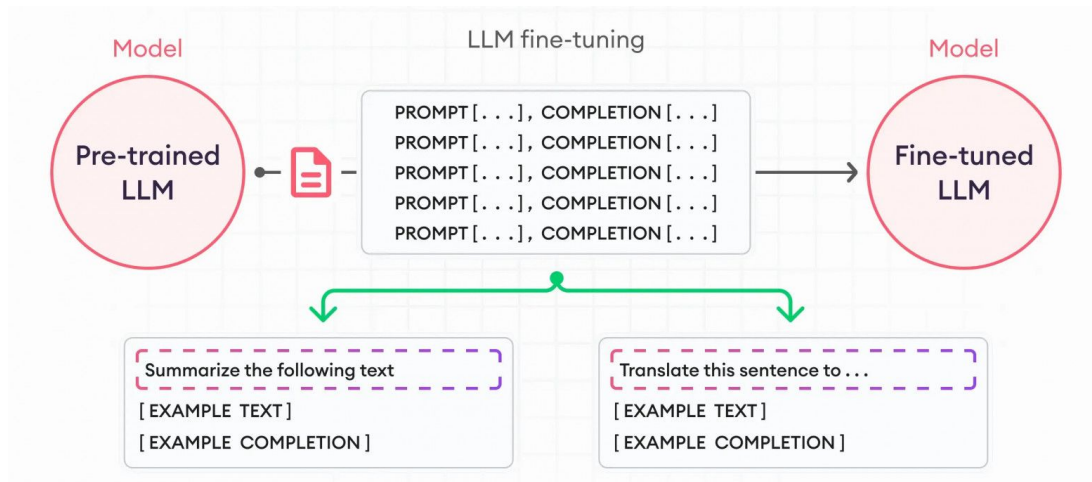 LLM fine-tuning
Model
Model
Pre-trained
LLM
PROMPT[...], COMPLETION[...]
PROMPT[...], COMPLETION[...]
PROMPT[...], COMPLETION[...]
PROMPT[...], COMPLETION[...]
PROMPT[...], COMPLETION[...]
Fine-tuned
LLM
Summarize the following text
[EXAMPLE TEXT]
[EXAMPLE COMPLETION]
Translate this sentence to ...
[EXAMPLE TEXT]
[EXAMPLE COMPLETION]